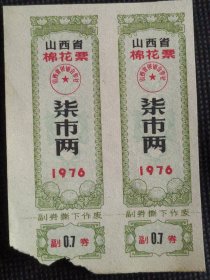 山西省
棉花票
柒市两
1976
副券撕下作废
副 0.7 券
山西省
棉花票
柒市两
1976
副券撕下作废
副 0.7 券